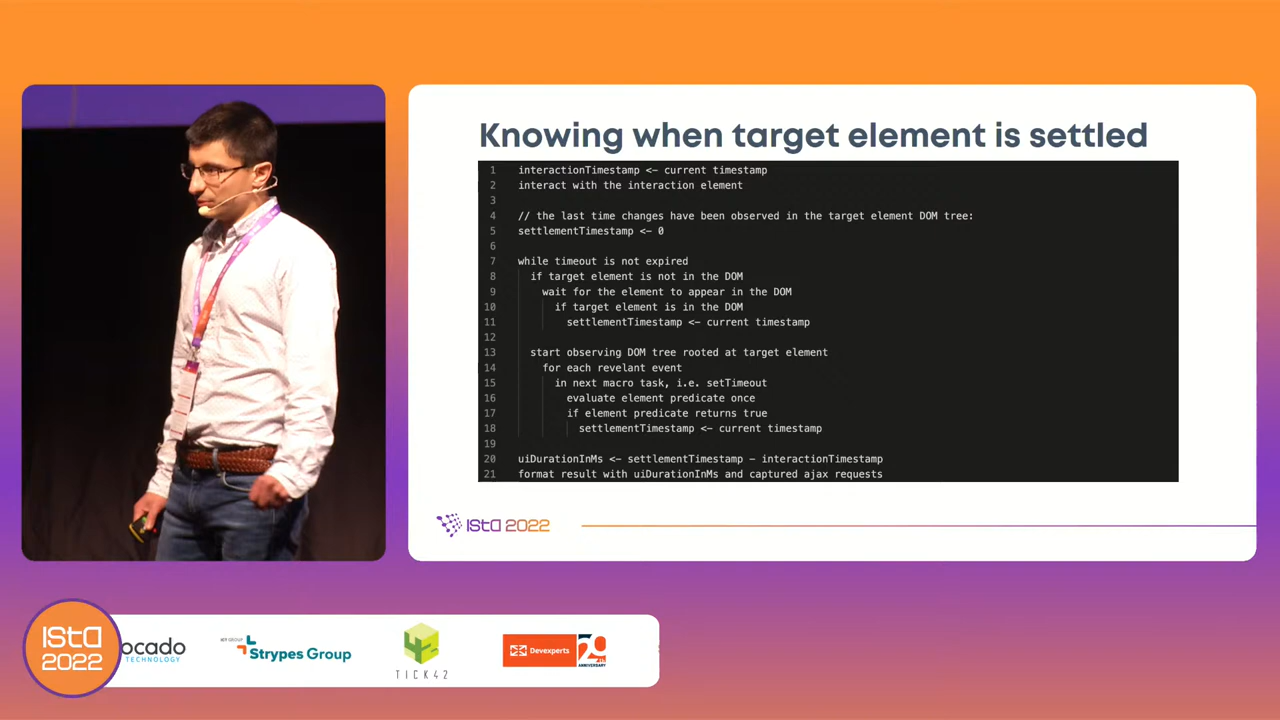 Knowing when target element is settled
1 interactionTimestamp <- current timestamp
2 interact with the interaction element
3
4 // the last time changes have been observed in the target element DOM tree:
5 settlementTimestamp <- 0
6
7 while timeout is not expired
8 if target element is not in the DOM
9 wait for the element to appear in the DOM
10 if target element is in the DOM
11 settlementTimestamp <- current timestamp
12
13 start observing DOM tree rooted at target element
14 for each revelant event
15 in next macro task, i.e. setTimeout
16 evaluate element predicate once
17 if element predicate returns true
18 settlementTimestamp <- current timestamp
19
20 uiDurationInMs <- settlementTimestamp - interactionTimestamp
21 format result with uiDurationInMs and captured ajax requests
ISTA 2022
ISTA
2022
ocado
TECHNOLOGY
Strypes Group
TICK42
Devexperts
ANNIVERSARY